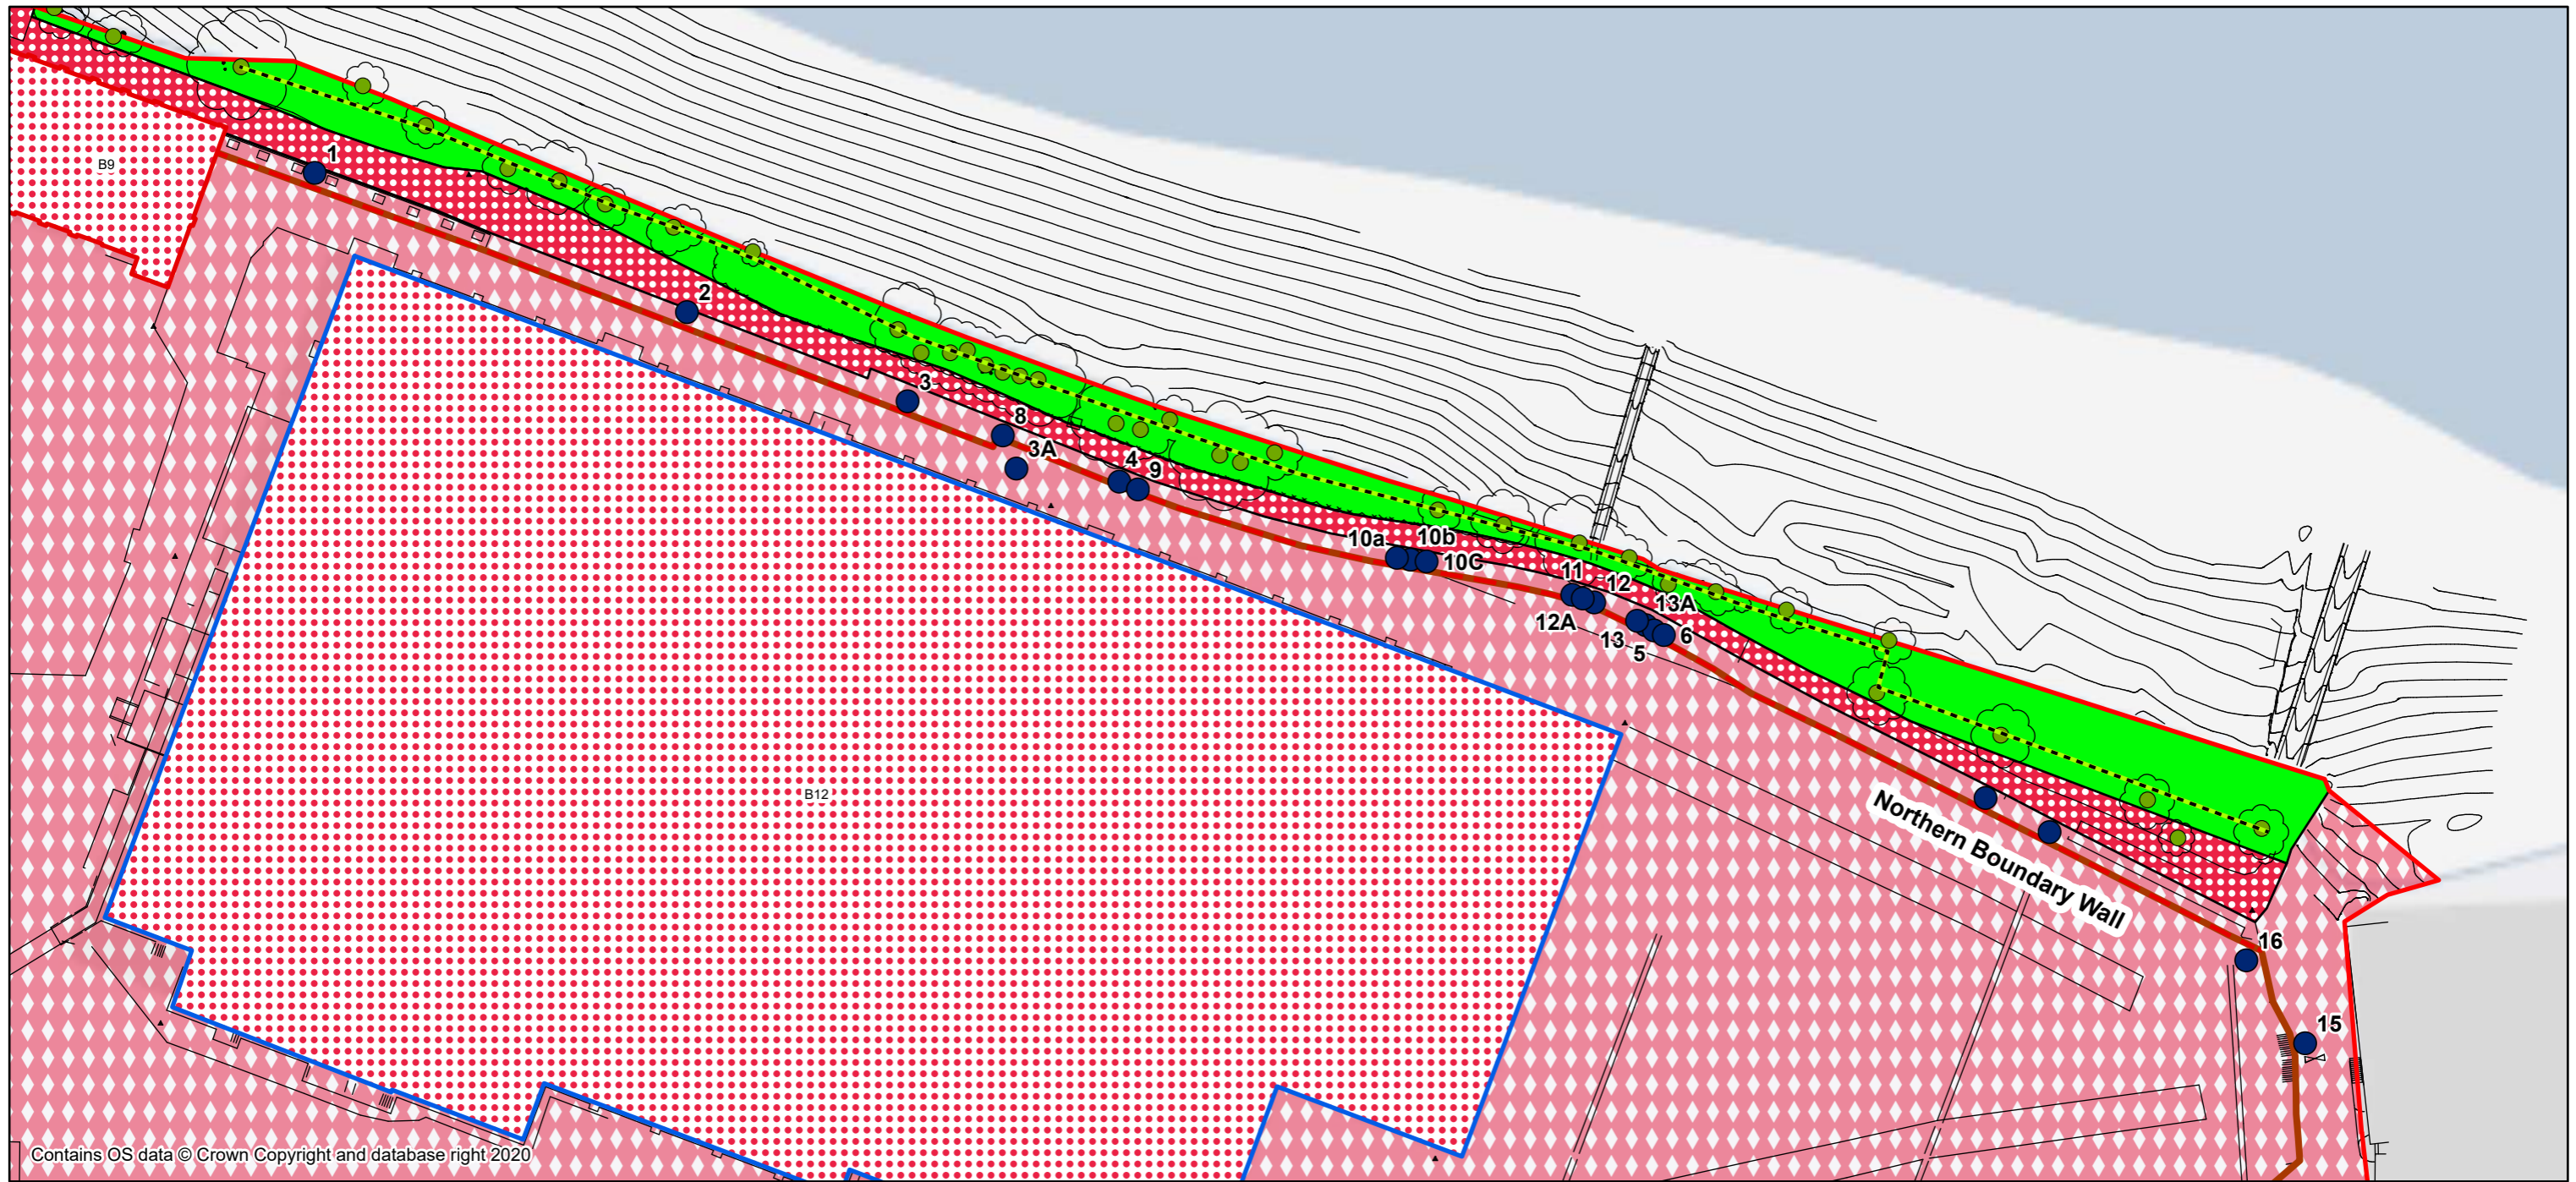 1
B9
2
3
8
3A
4
9
10a
10b
10C
11
12
13A
12A
13
6
5
B12
Northern Boundary Wall
16
15
Contains OS data © Crown Copyright and database right 2020